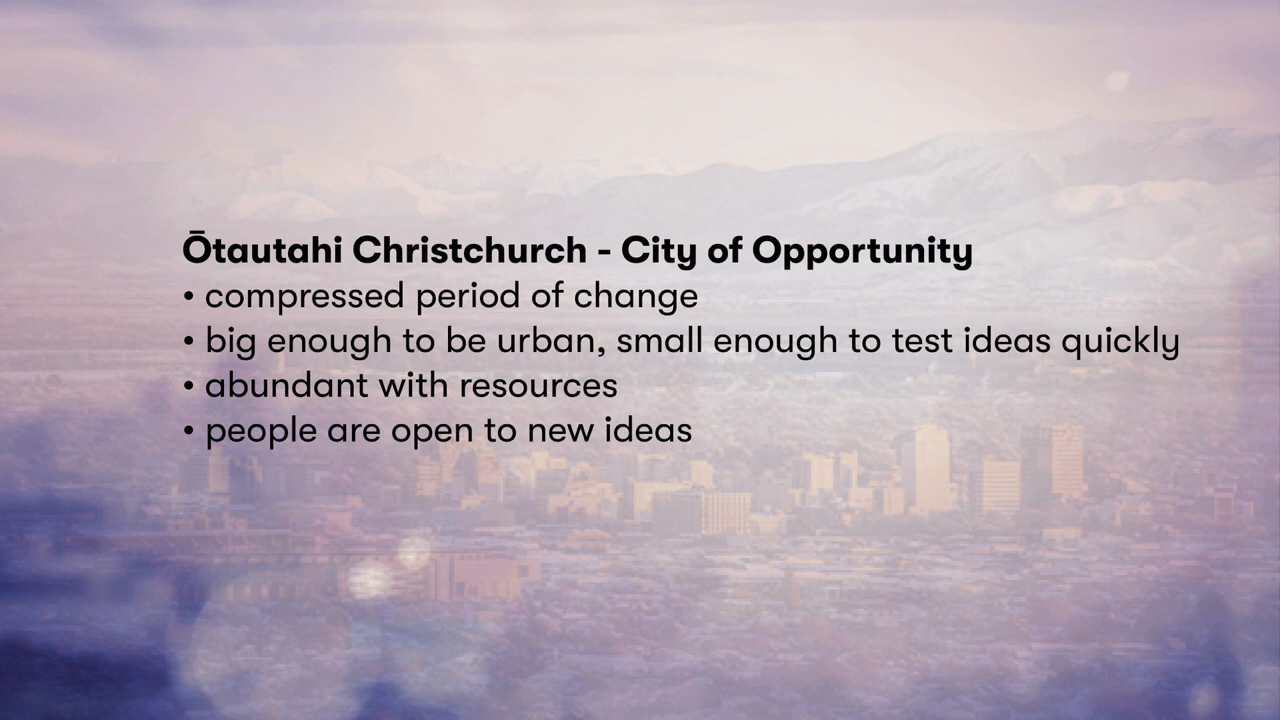 Ōtautahi Christchurch - City of Opportunity
• compressed period of change
• big enough to be urban, small enough to test ideas quickly
• abundant with resources
• people are open to new ideas